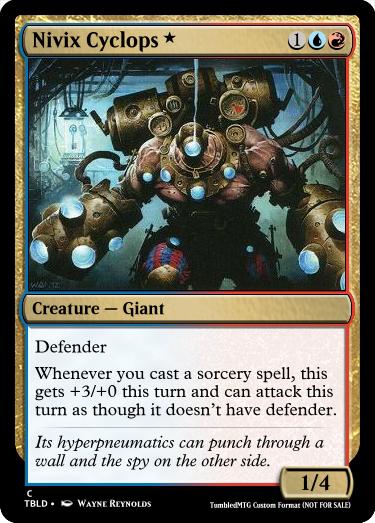 Nivix Cyclops ★
1
Creature — Giant
Defender
Whenever you cast a sorcery spell, this
gets +3/+0 this turn and can attack this
turn as though it doesn't have defender.
Its hyperpneumatics can punch through a
wall and the spy on the other side.
1/4
C
TBLD • Wayne Reynolds
TumbledMTG Custom Format (NOT FOR SALE)